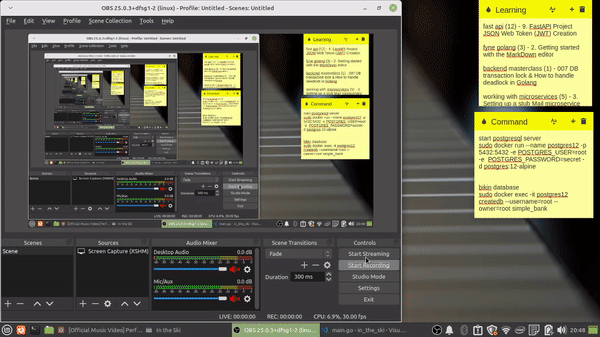 OBS 25.0.3+dfsg1-2 (linux) - Profile: Untitled - Scenes: Untitled
File Edit View Profile Scene Collection Tools Help
Scenes
Scene
Sources
Screen Capture (XSHM)
Audio Mixer
Desktop Audio 0.0 dB
Mic/Aux 0.0 dB
Scene Transitions
Fade
Duration 300 ms
Controls
Start Streaming
Start Recording
Studio Mode
Settings
Exit
LIVE: 00:00:00 REC: 00:00:00 CPU: 6.9%, 30.00 fps
Learning
fast api (12) - 9. FastAPI Project
JSON Web Token (JWT) Creation
fyne golang (3) - 2. Getting started
with the MarkDown editor
backend masterclass (1) - 007 DB
transaction lock & How to handle
deadlock in Golang
working with microservices (5) - 3.
Setting up a stub Mail microservice
Command
start postgresql server
sudo docker run --name postgres12 -p
5432:5432 -e POSTGRES_USER=root
-e POSTGRES_PASSWORD=secret -
d postgres:12-alpine
bikin database
sudo docker exec -it postgres12
createdb --username=root --
owner=root simple_bank
[Official Music Video] Perf...
In the Ski
OBS 25.0.3+dfsg1-2 (linu...
main.go - in_the_ski - Visu...
20:48